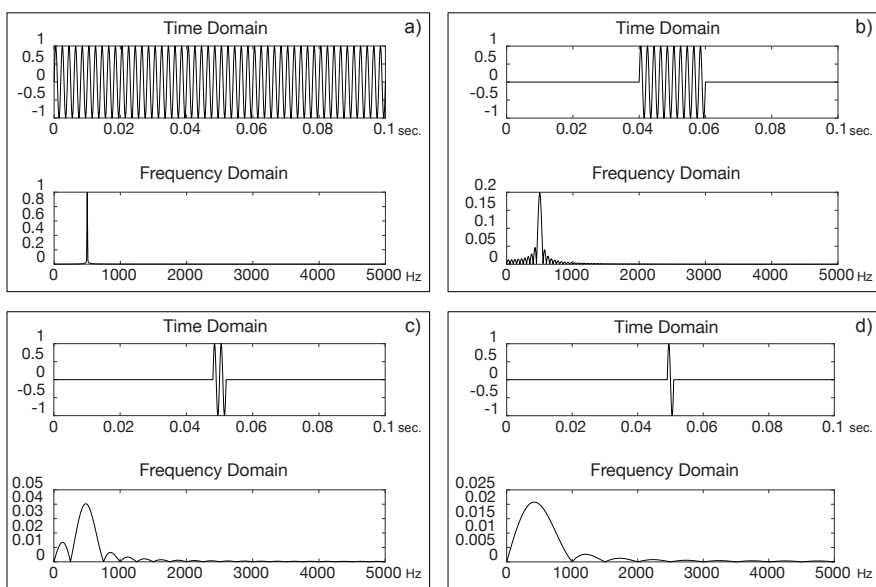 a)
Time Domain
1
0.5
0
-0.5
-1
0 0.02 0.04 0.06 0.08 0.1 sec.
Frequency Domain
1
0.8
0.6
0.4
0.2
0 1000 2000 3000 4000 5000 Hz
b)
Time Domain
1
0.5
0
-0.5
-1
0 0.02 0.04 0.06 0.08 0.1 sec.
Frequency Domain
0.2
0.15
0.1
0.05
0
0 1000 2000 3000 4000 5000 Hz
c)
Time Domain
1
0.5
0
-0.5
-1
0 0.02 0.04 0.06 0.08 0.1 sec.
Frequency Domain
0.05
0.04
0.03
0.02
0.01
0
0 1000 2000 3000 4000 5000 Hz
d)
Time Domain
1
0.5
0
-0.5
-1
0 0.02 0.04 0.06 0.08 0.1 sec.
Frequency Domain
0.025
0.02
0.015
0.01
0.005
0
0 1000 2000 3000 4000 5000 Hz